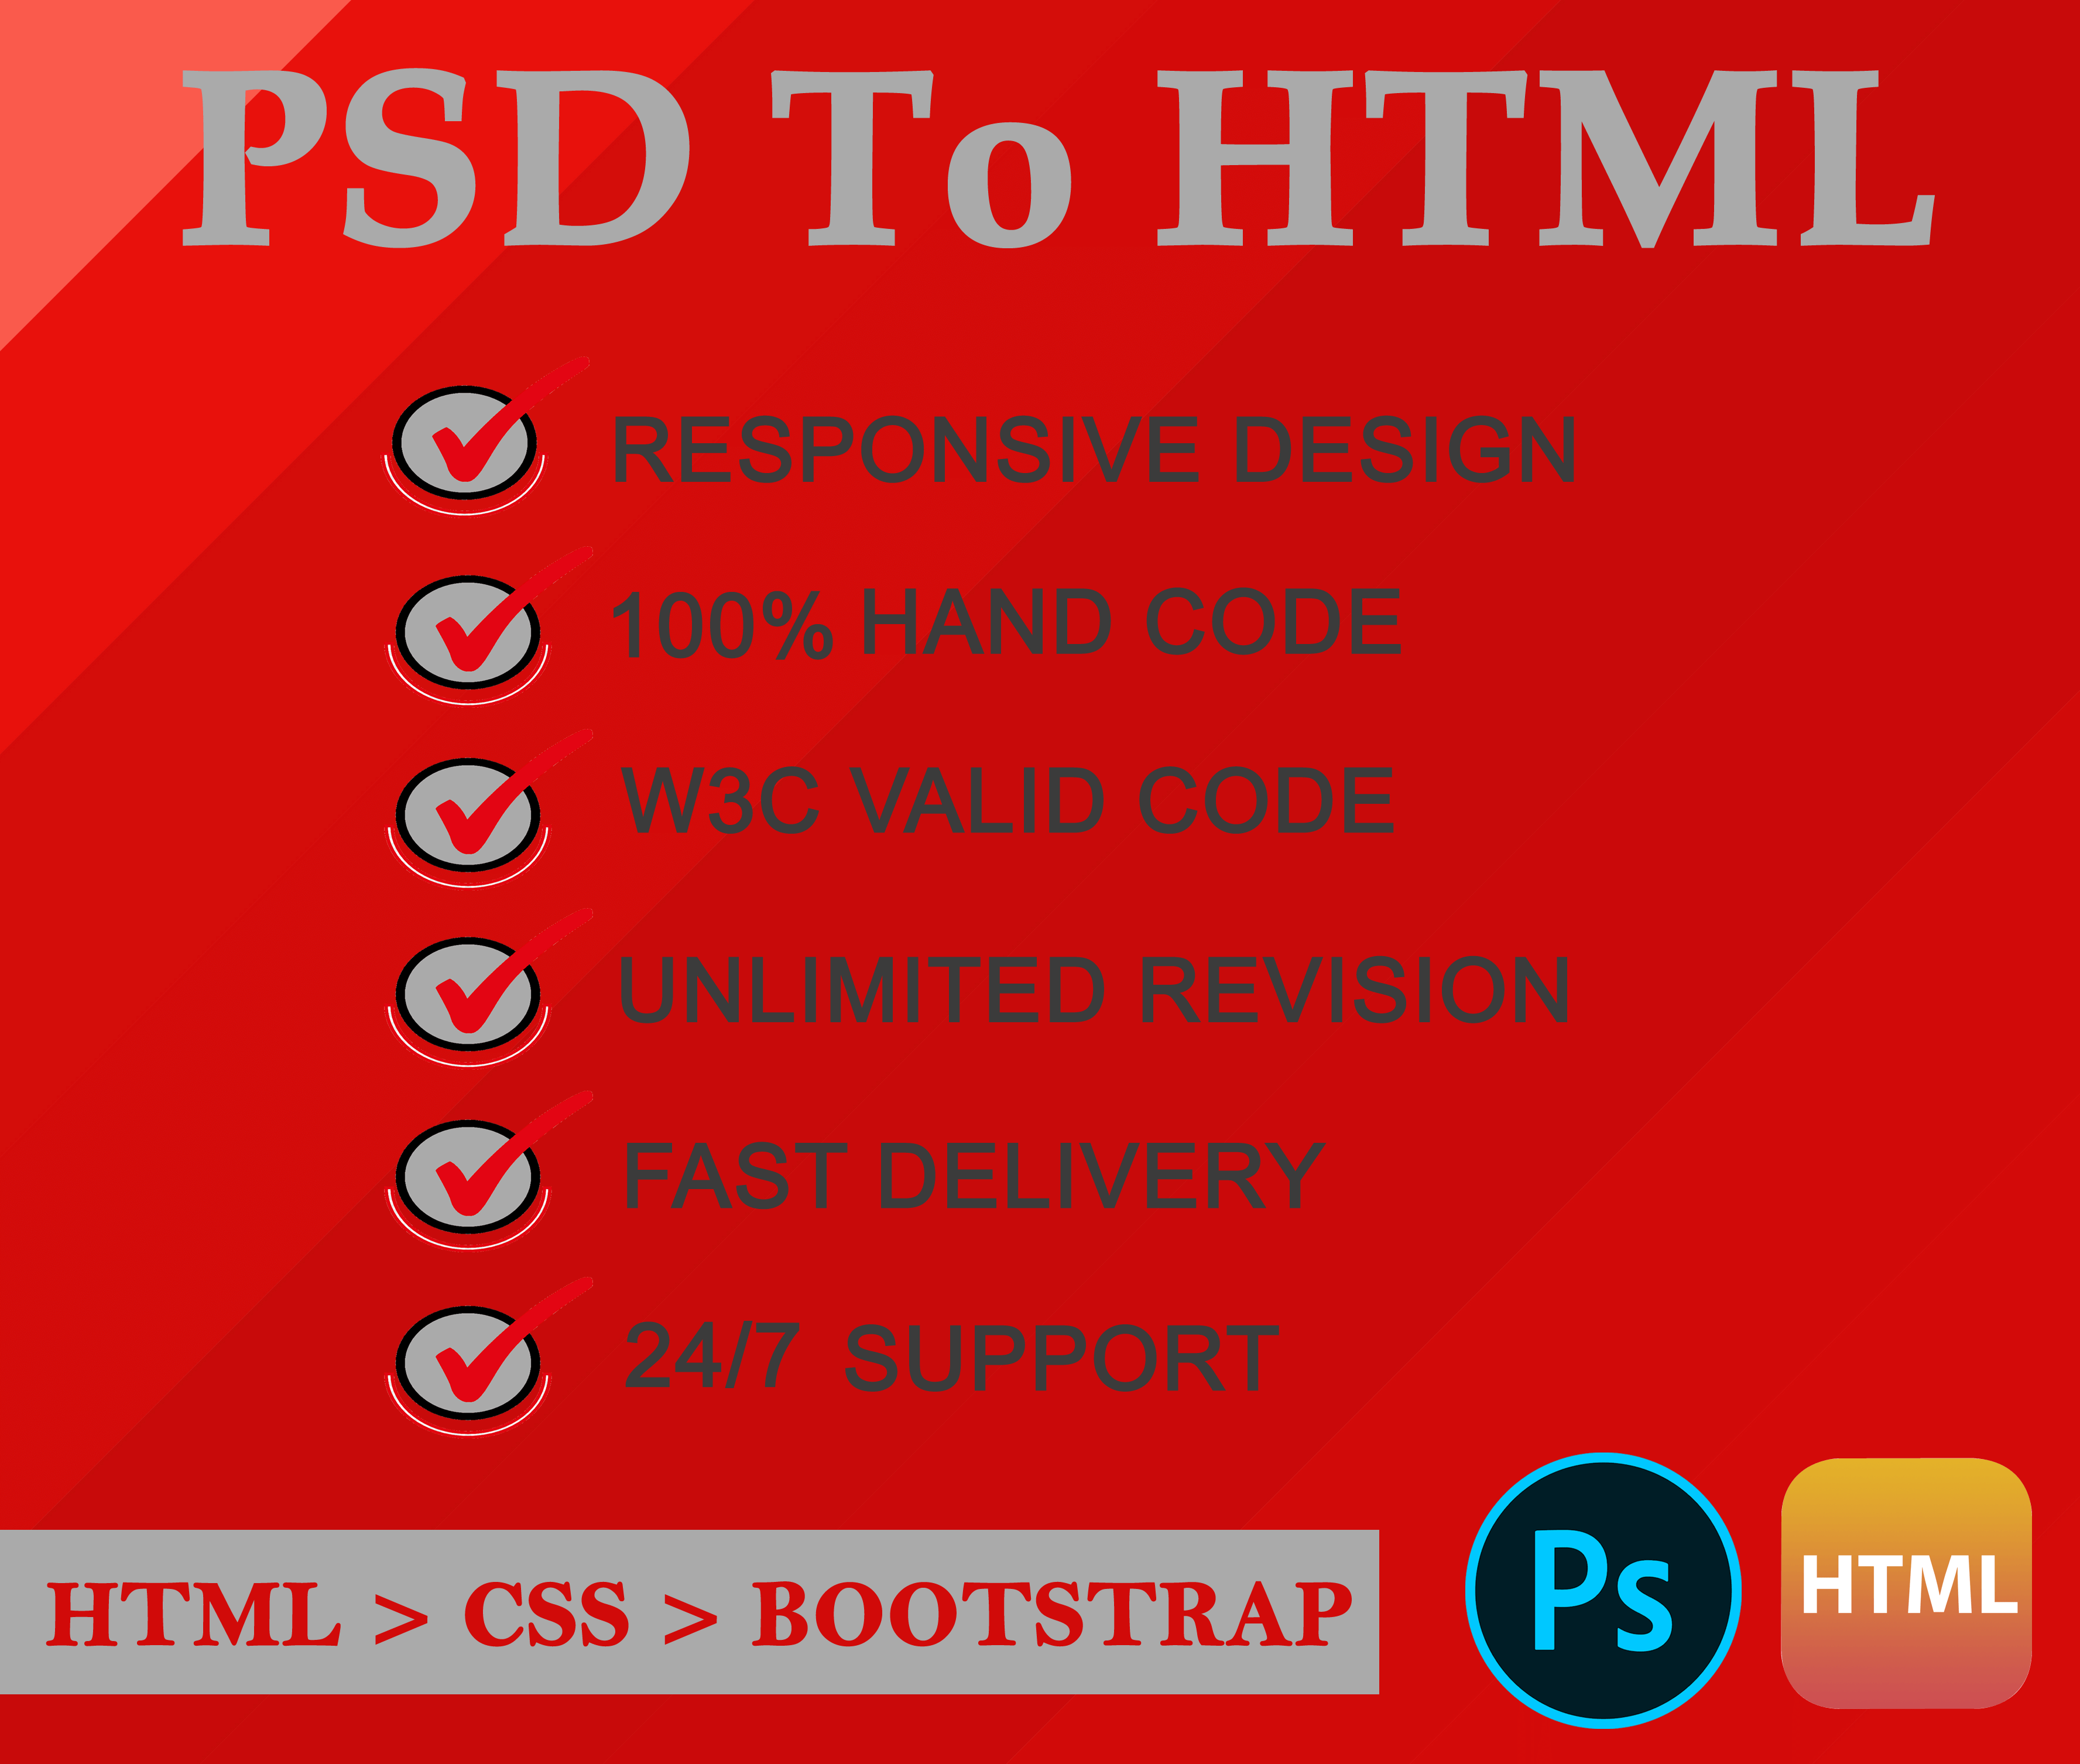 PSD To HTML
RESPONSIVE DESIGN
100% HAND CODE
W3C VALID CODE
UNLIMITED REVISION
FAST DELIVERY
24/7 SUPPORT
HTML > CSS > BOOTSTRAP
Ps
HTML